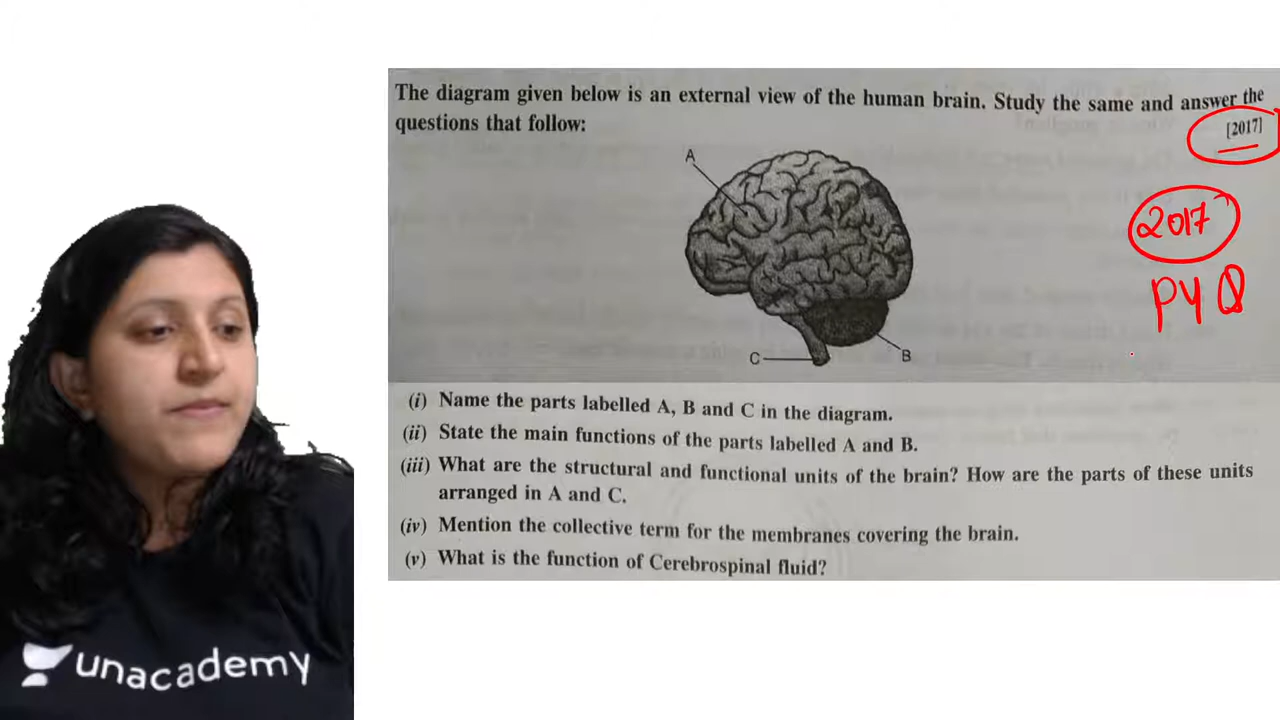 The diagram given below is an external view of the human brain. Study the same and answer the
questions that follow:
[2017]
A
2017
PYQ
C
B
(i) Name the parts labelled A, B and C in the diagram.
(ii) State the main functions of the parts labelled A and B.
(iii) What are the structural and functional units of the brain? How are the parts of these units
arranged in A and C.
(iv) Mention the collective term for the membranes covering the brain.
(v) What is the function of Cerebrospinal fluid?
unacademy